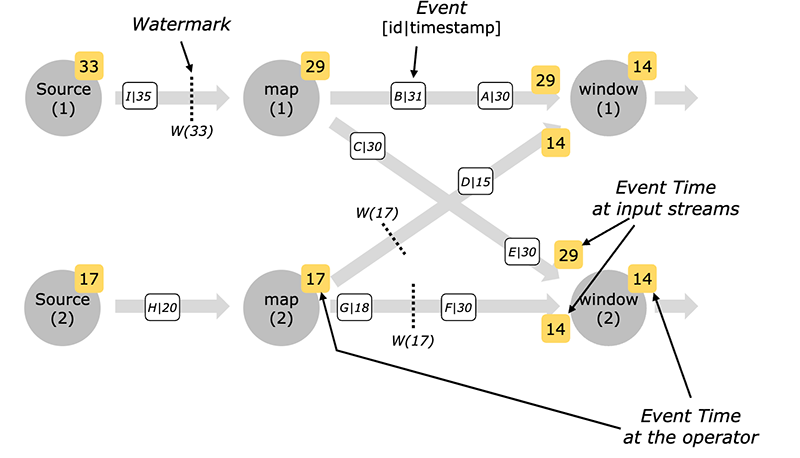 Watermark
Event
[id|timestamp]
33
Source
(1)
I|35
W(33)
29
map
(1)
B|31
A|30
29
14
window
(1)
C|30
14
D|15
W(17)
Event Time
at input streams
E|30
29
17
Source
(2)
H|20
17
map
(2)
G|18
W(17)
F|30
14
14
window
(2)
Event Time
at the operator